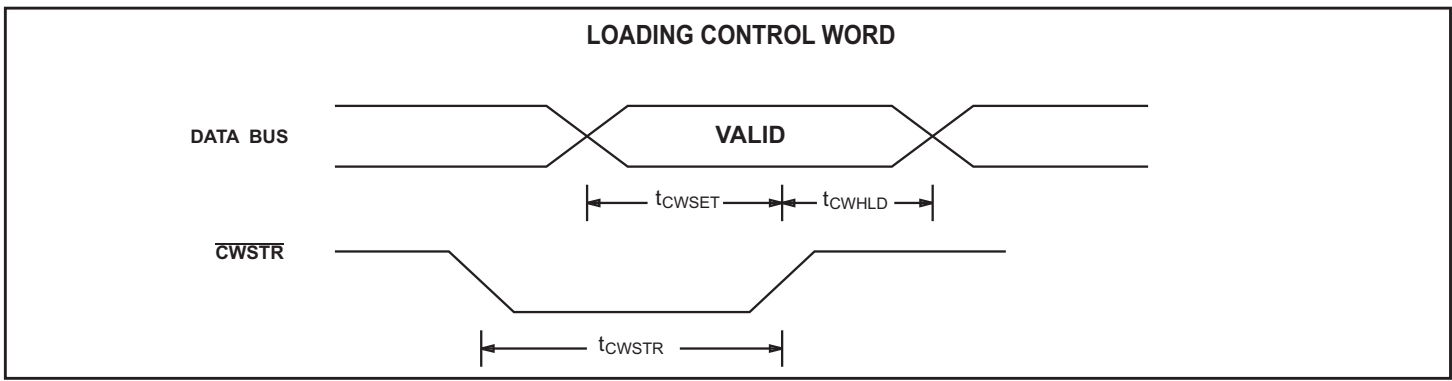 LOADING CONTROL WORD
DATA BUS
VALID
tCWSET
tCWHLD
CWSTR
tCWSTR